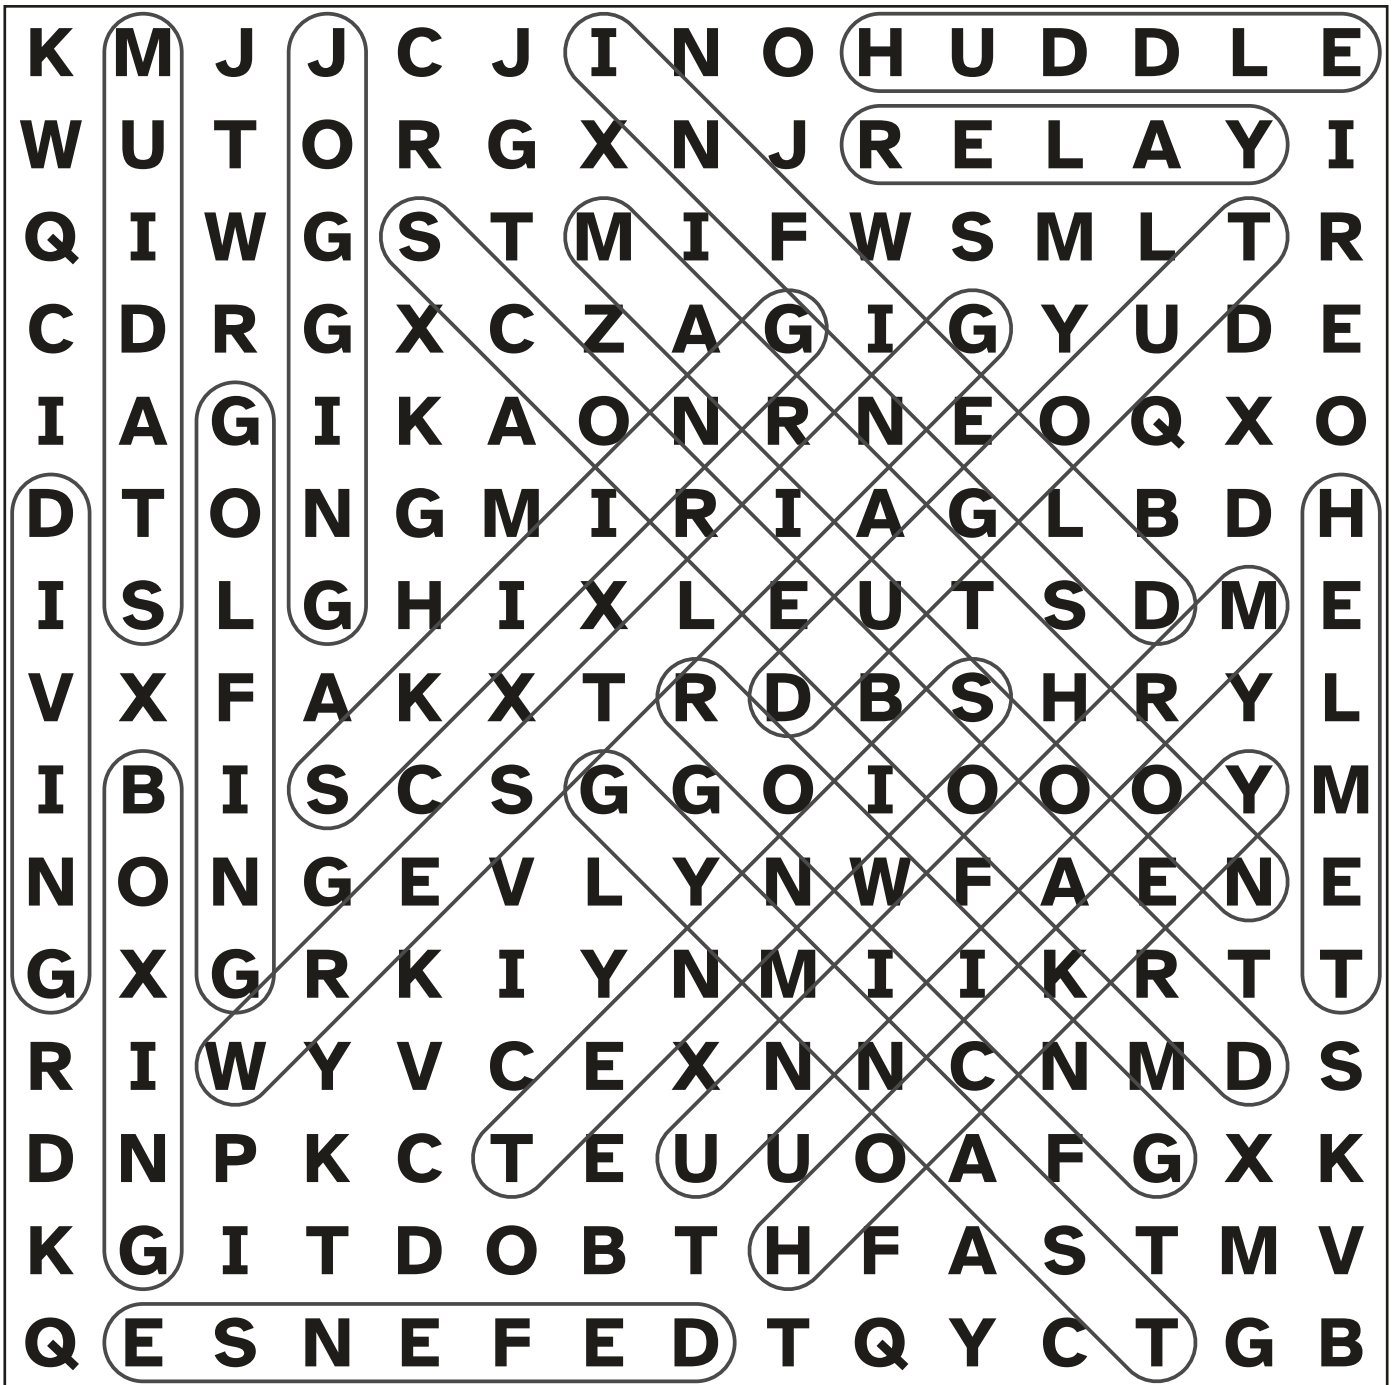 K M J J C J I N O H U D D L E
W U T O R G X N J R E L A Y I
Q I W G S T M I F W S M L T R
C D R G X C Z A G I G Y U D E
I A G I K A O N R N E O Q X O
D T O N G M I R I A G L B D H
I S L G H I X L E U T S D M E
V X F A K X T R D B S H R Y L
I B I S C S G G O I O O O Y M
N O N G E V L Y N W F A E N E
G X G R K I Y N M I I K R T T
R I W Y V C E X N N C N M D S
D N P K C T E U U O A F G X K
K G I T D O B T H F A S T M V
Q E S N E F E D T Q Y C T G B